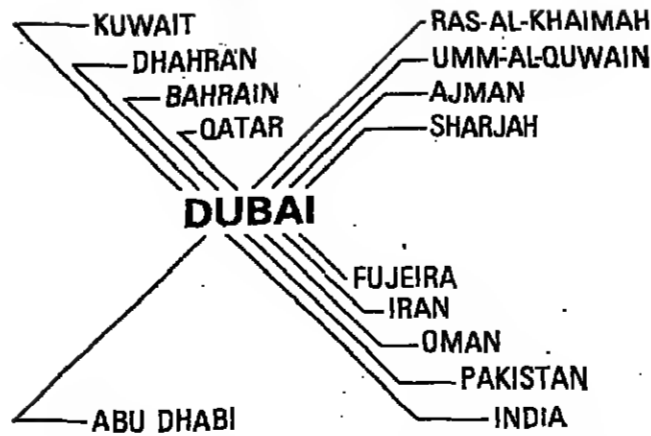 KUWAIT
DHAHRAN
BAHRAIN
QATAR
RAS-AL-KHAIMAH
UMM-AL-QUWAIN
AJMAN
SHARJAH
DUBAI
FUJEIRA
IRAN
OMAN
PAKISTAN
INDIA
ABU DHABI